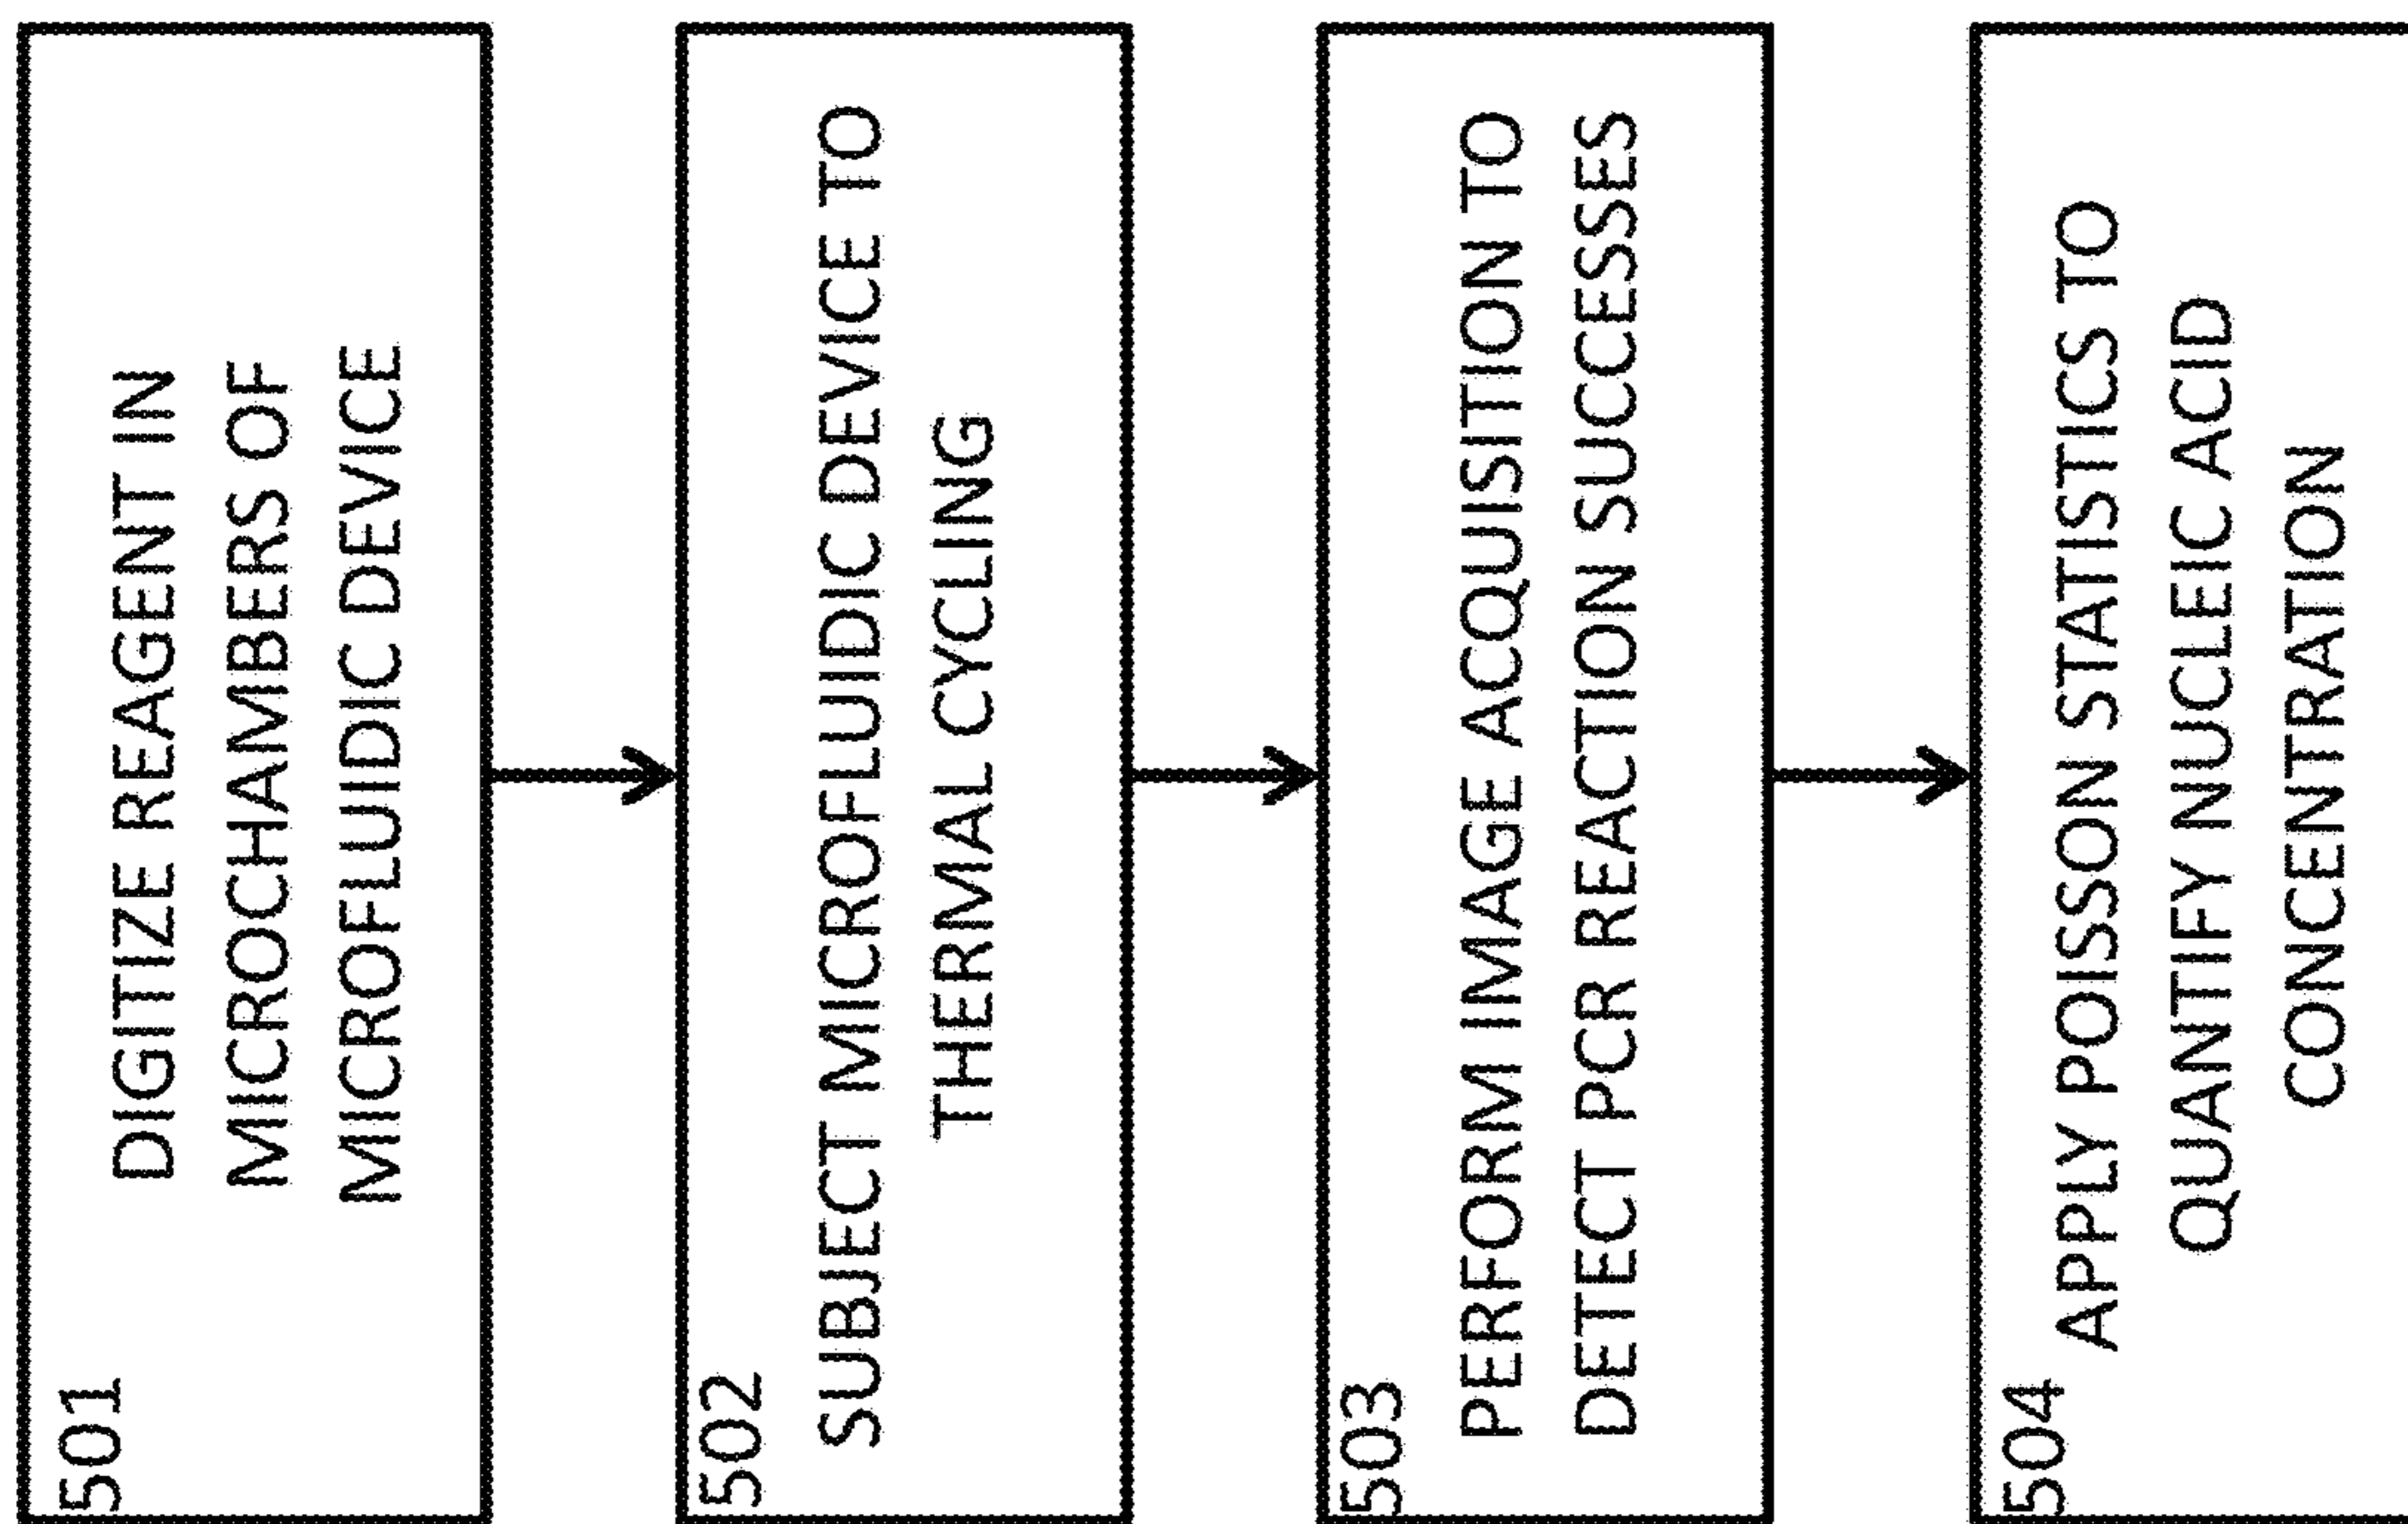 501
DIGITIZE REAGENT IN
MICROCHAMBERS OF
MICROFLUIDIC DEVICE
502
SUBJECT MICROFLUIDIC DEVICE TO
THERMAL CYCLING
503
PERFORM IMAGE ACQUISITION TO
DETECT PCR REACTION SUCCESSES
504
APPLY POISSON STATISTICS TO
QUANTIFY NUCLEIC ACID
CONCENTRATION